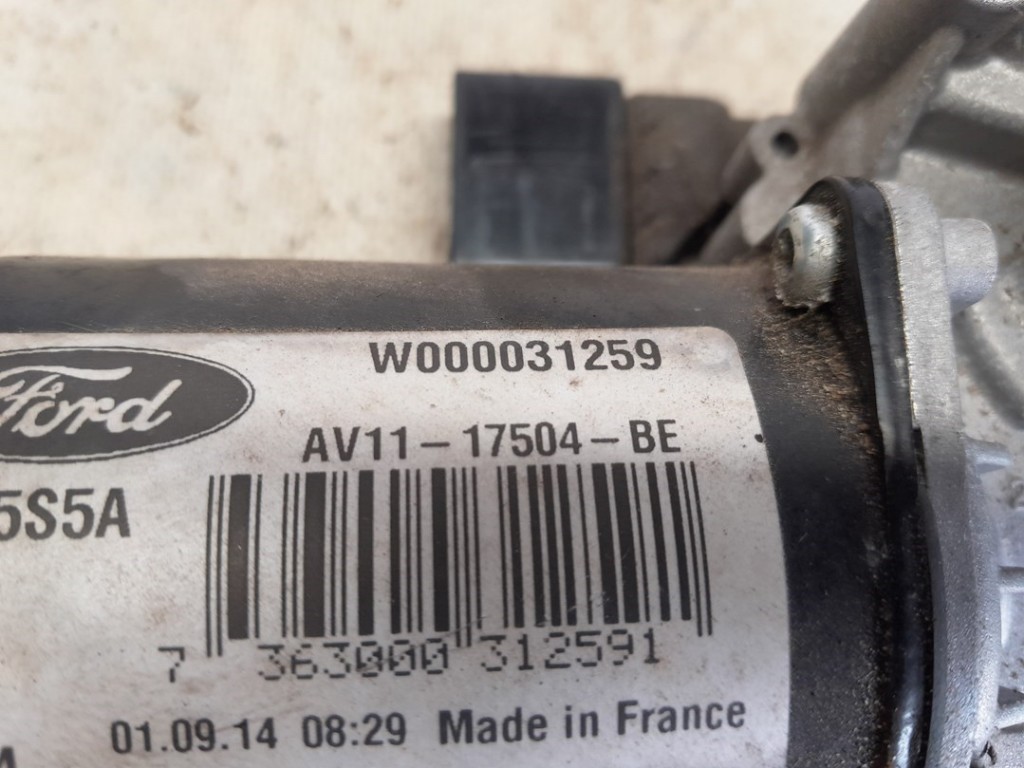 W000031259
Ford
AV11-17504-BE
5S5A
7 363000 312591
01.09.14 08:29 Made in France